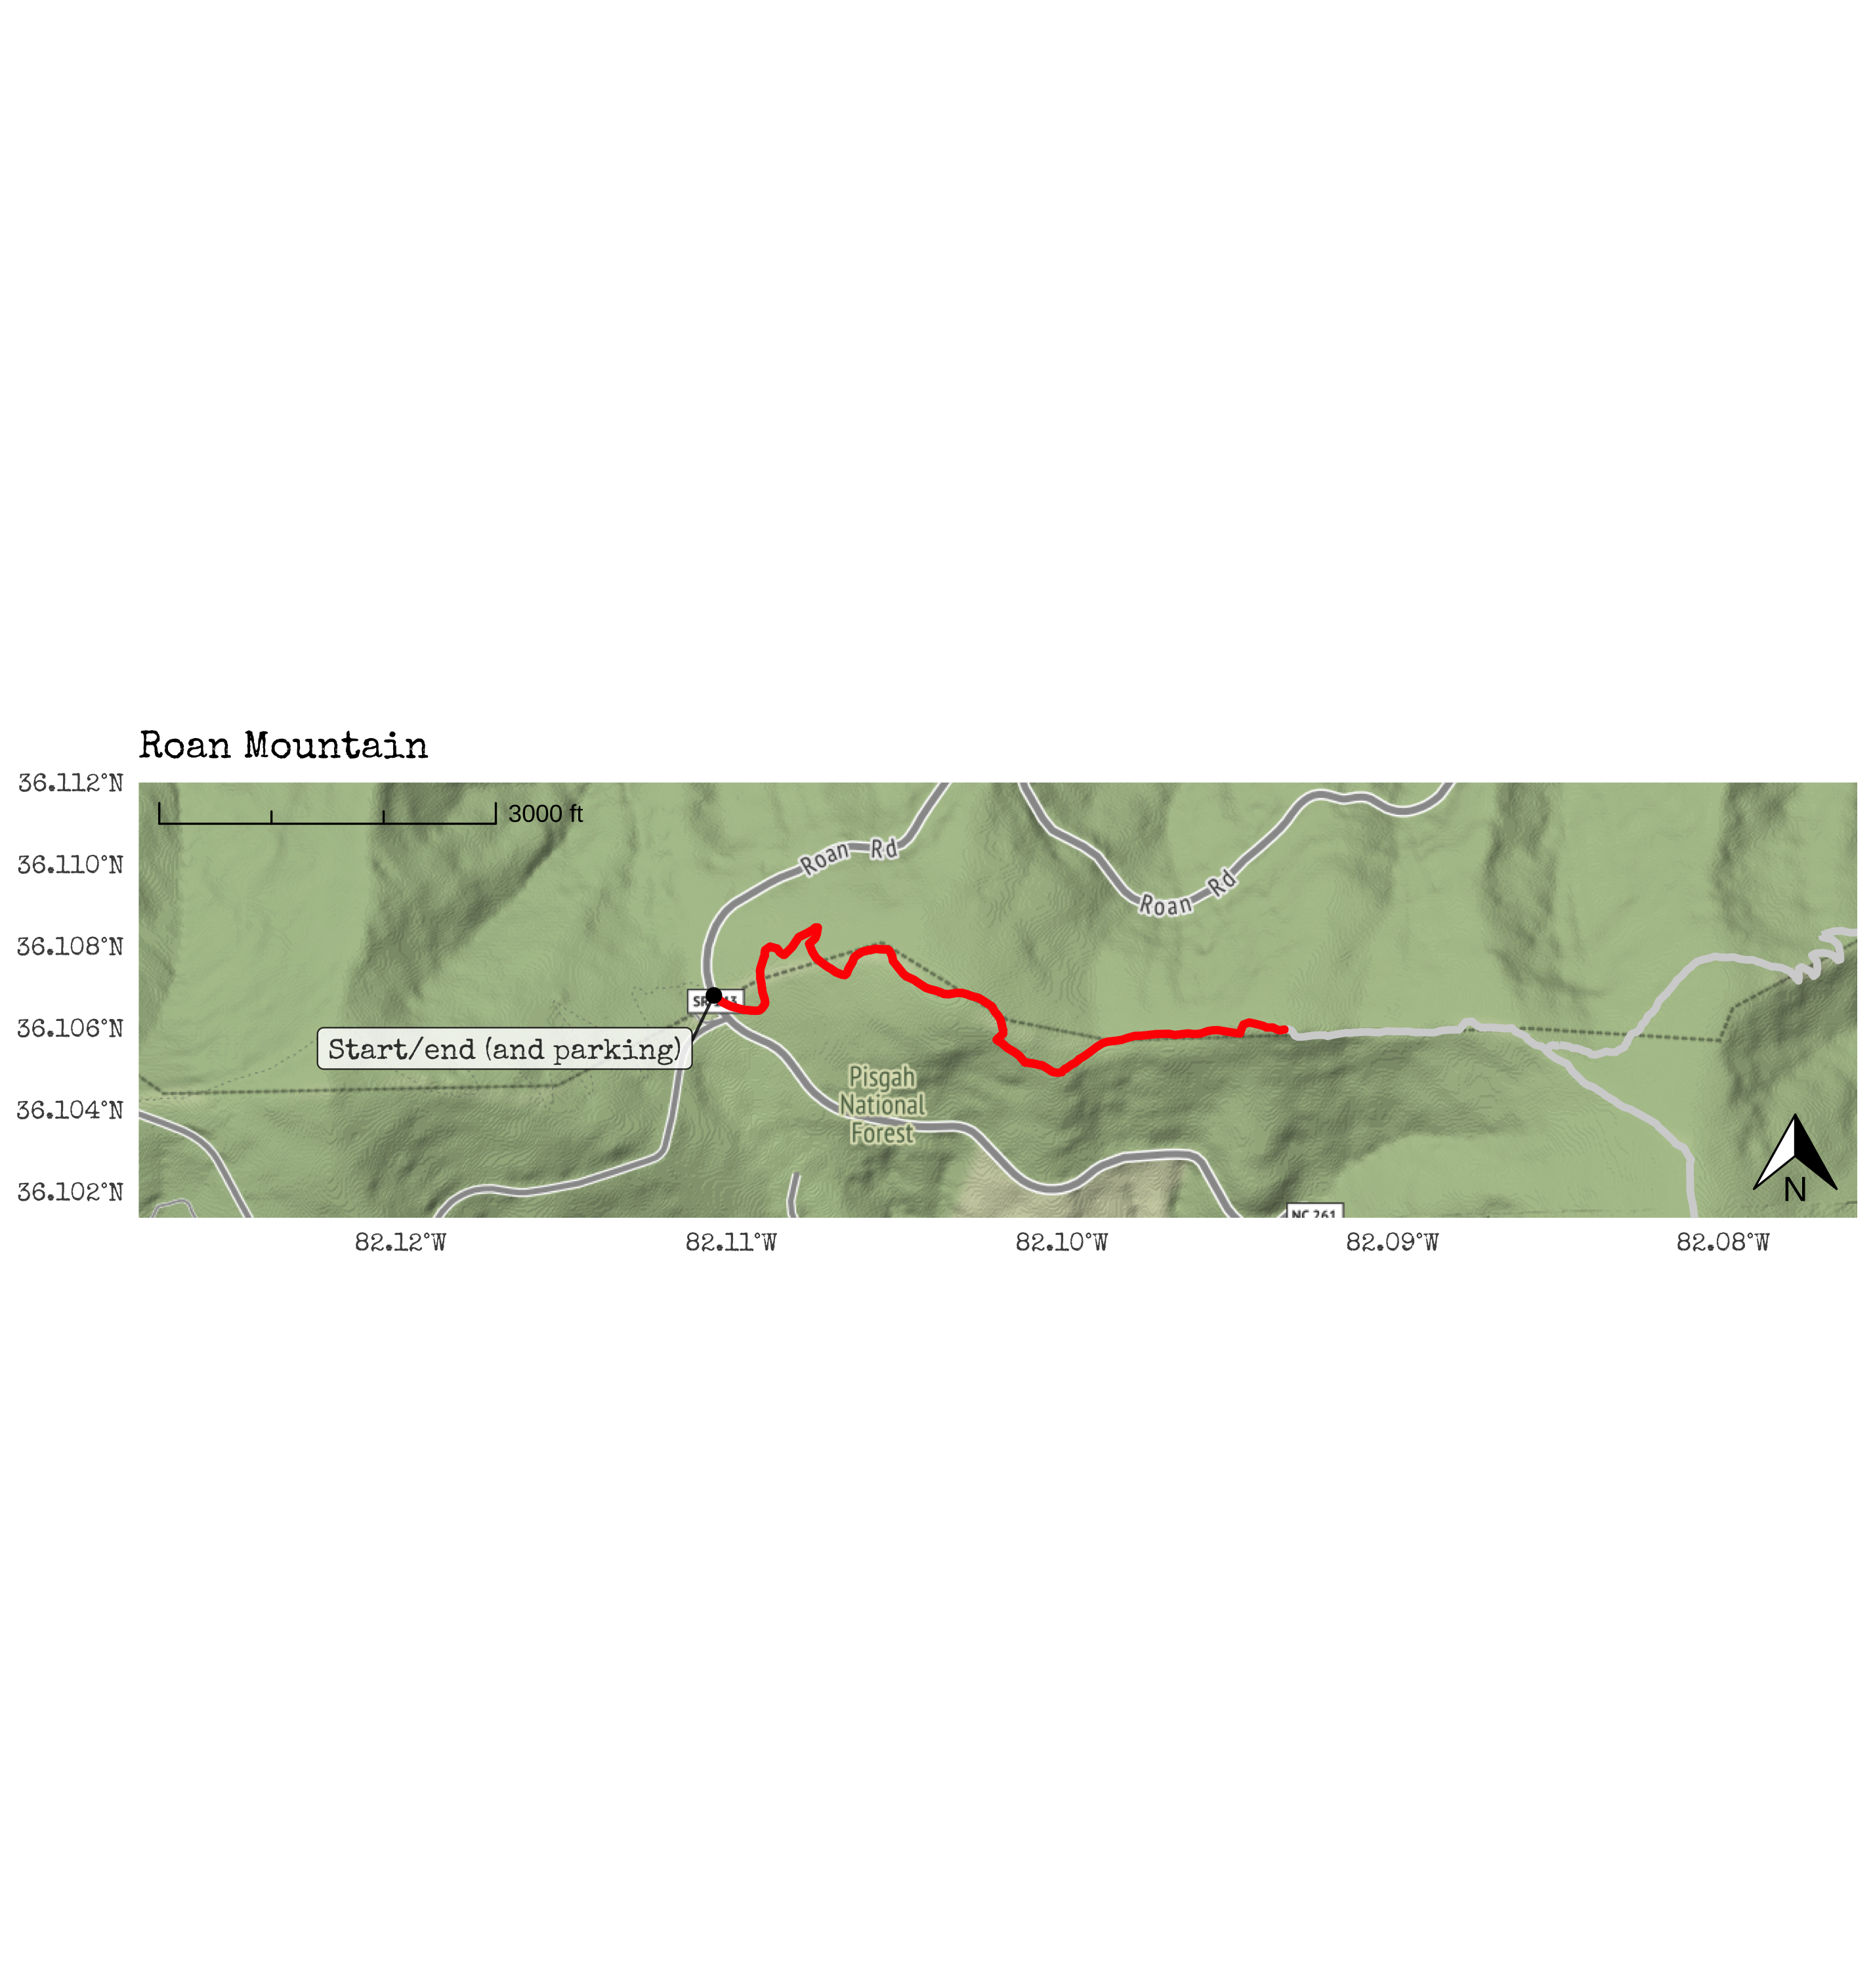 Roan Mountain
36.112°N
3000 ft
36.110°N
Roan Rd
Roan Rd
36.108°N
36.106°N
Start/end (and parking)
Pisgah
National
Forest
36.104°N
36.102°N
N
NC 261
82.12°W
82.11°W
82.10°W
82.09°W
82.08°W